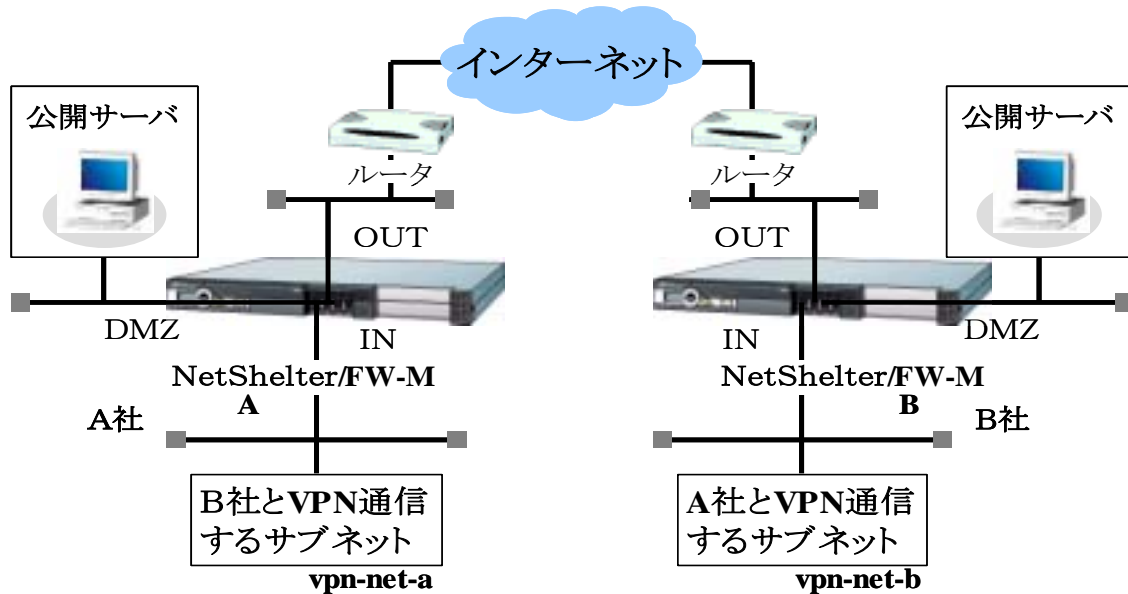 インターネット
公開サーバ
公開サーバ
ルータ
ルータ
OUT
OUT
DMZ
IN
IN
DMZ
NetShelter/FW-M
A
NetShelter/FW-M
B
A社
B社
B社とVPN通信
するサブネット
vpn-net-a
A社とVPN通信
するサブネット
vpn-net-b